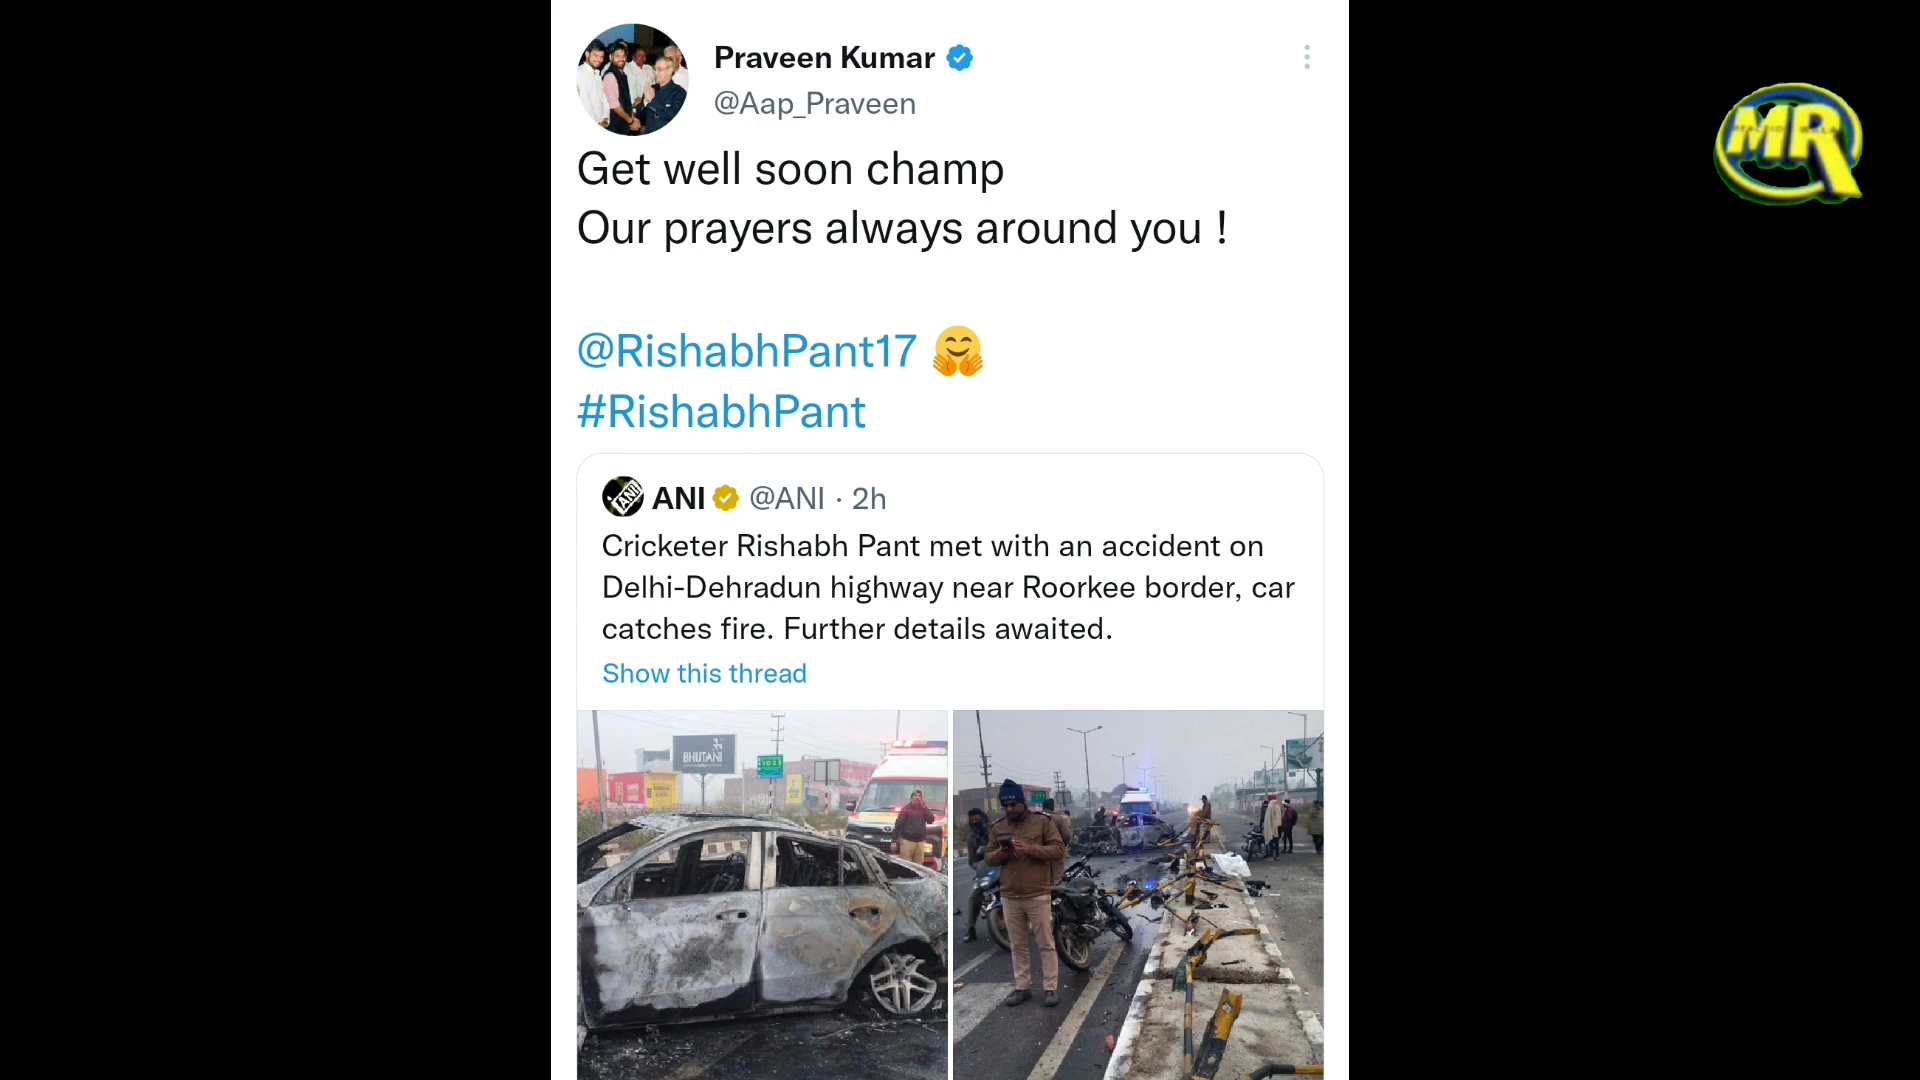 Praveen Kumar
@Aap_Praveen
Get well soon champ
Our prayers always around you !
@RishabhPant17 🤗
#RishabhPant
ANI @ANI · 2h
Cricketer Rishabh Pant met with an accident on
Delhi-Dehradun highway near Roorkee border, car
catches fire. Further details awaited.
Show this thread
BHUTANI
MR